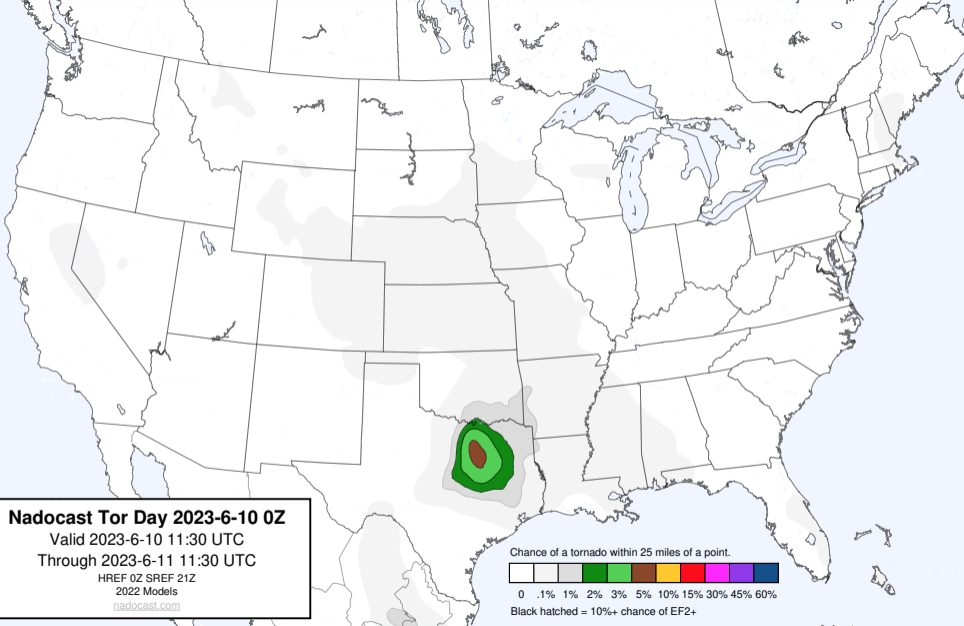 Nadocast Tor Day 2023-6-10 0Z
Valid 2023-6-10 11:30 UTC
Through 2023-6-11 11:30 UTC
HREF 0Z SREF 21Z
2022 Models
nadocast.com
Chance of a tornado within 25 miles of a point.
0 .1% 1% 2% 3% 5% 10% 15% 30% 45% 60%
Black hatched = 10%+ chance of EF2+